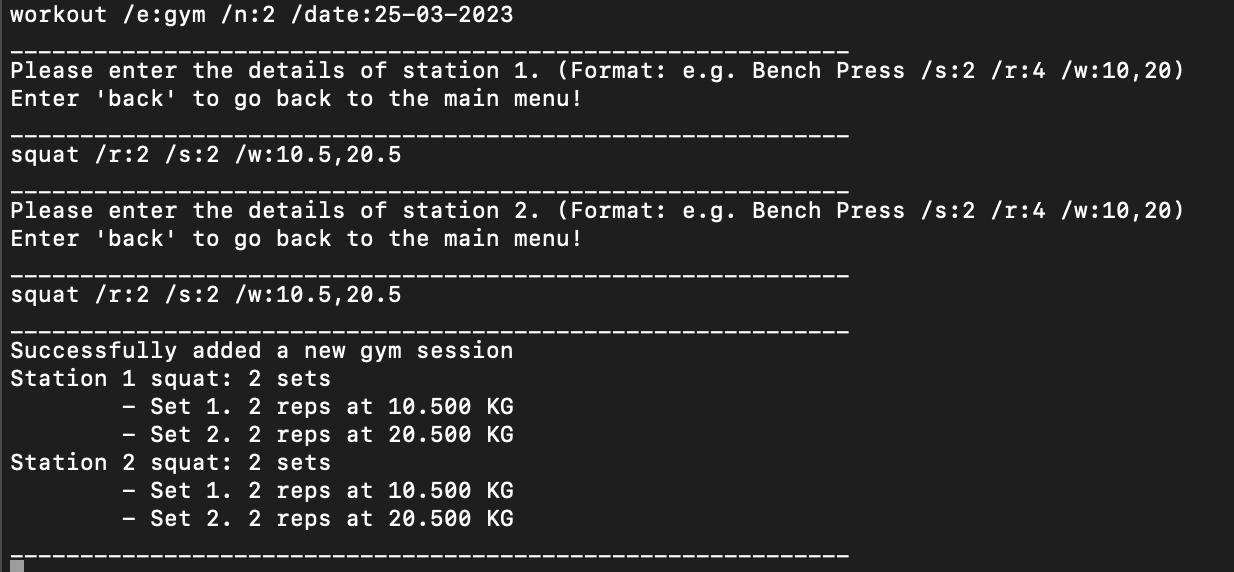 workout /e:gym /n:2 /date:25-03-2023
____________________________________________________________
Please enter the details of station 1. (Format: e.g. Bench Press /s:2 /r:4 /w:10,20)
Enter 'back' to go back to the main menu!
____________________________________________________________
squat /r:2 /s:2 /w:10.5,20.5
____________________________________________________________
Please enter the details of station 2. (Format: e.g. Bench Press /s:2 /r:4 /w:10,20)
Enter 'back' to go back to the main menu!
____________________________________________________________
squat /r:2 /s:2 /w:10.5,20.5
____________________________________________________________
Successfully added a new gym session
Station 1 squat: 2 sets
        - Set 1. 2 reps at 10.500 KG
        - Set 2. 2 reps at 20.500 KG
Station 2 squat: 2 sets
        - Set 1. 2 reps at 10.500 KG
        - Set 2. 2 reps at 20.500 KG
____________________________________________________________